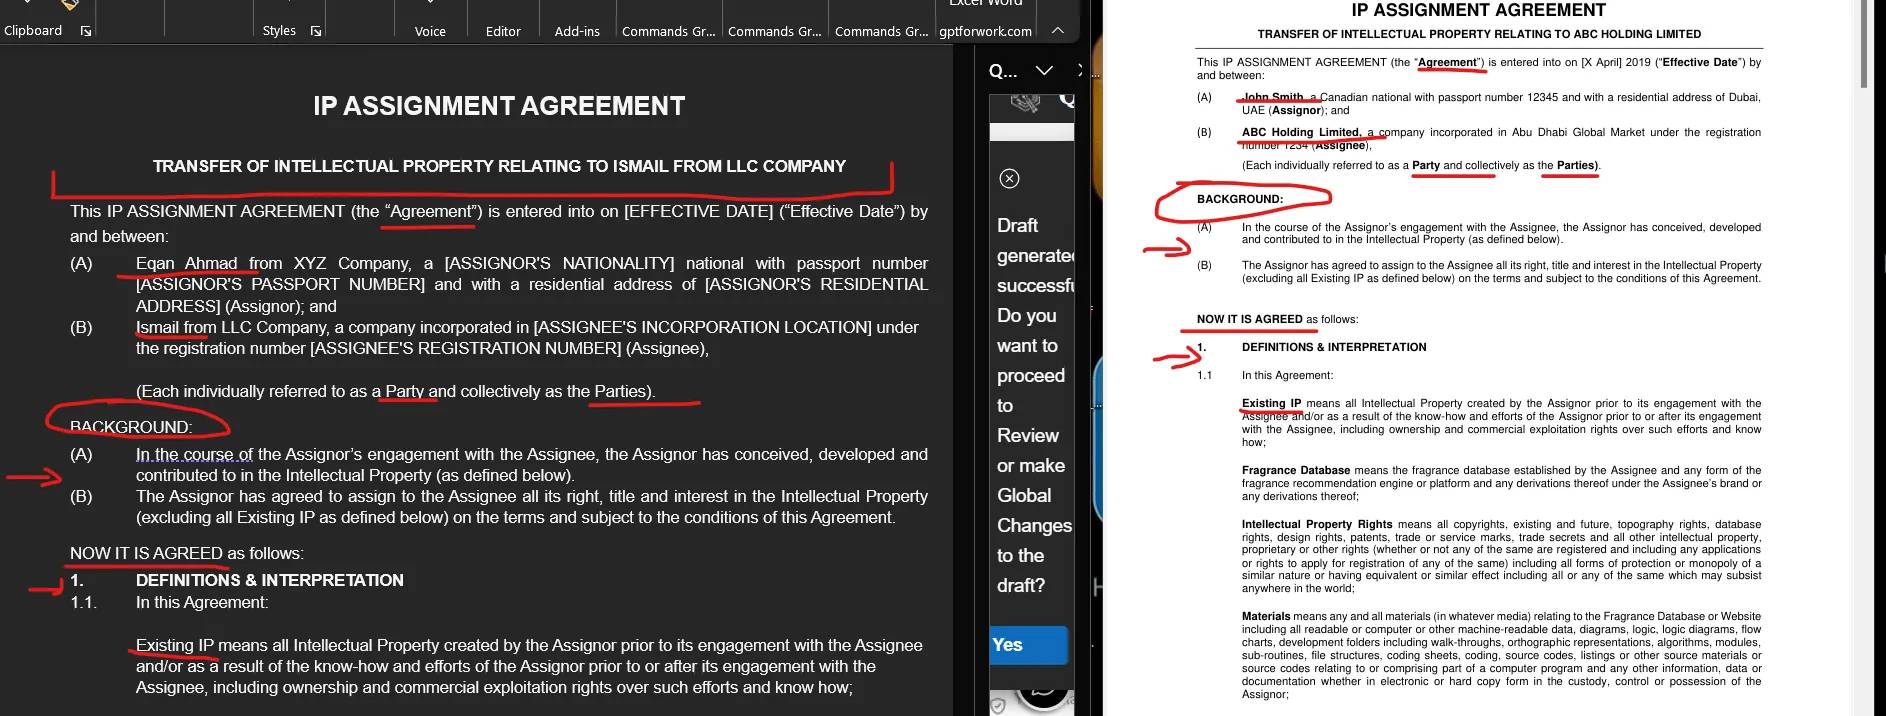 Excel Word
Clipboard
Styles
Voice
Editor
Add-ins
Commands Gr...
Commands Gr...
Commands Gr...
gptforwork.com
IP ASSIGNMENT AGREEMENT
TRANSFER OF INTELLECTUAL PROPERTY RELATING TO ISMAIL FROM LLC COMPANY
This IP ASSIGNMENT AGREEMENT (the “Agreement”) is entered into on [EFFECTIVE DATE] (“Effective Date”) by
and between:
(A) Eqan Ahmad from XYZ Company, a [ASSIGNOR'S NATIONALITY] national with passport number
[ASSIGNOR'S PASSPORT NUMBER] and with a residential address of [ASSIGNOR'S RESIDENTIAL
ADDRESS] (Assignor); and
(B) Ismail from LLC Company, a company incorporated in [ASSIGNEE'S INCORPORATION LOCATION] under
the registration number [ASSIGNEE'S REGISTRATION NUMBER] (Assignee),
(Each individually referred to as a Party and collectively as the Parties).
BACKGROUND:
(A) In the course of the Assignor’s engagement with the Assignee, the Assignor has conceived, developed and
contributed to in the Intellectual Property (as defined below).
(B) The Assignor has agreed to assign to the Assignee all its right, title and interest in the Intellectual Property
(excluding all Existing IP as defined below) on the terms and subject to the conditions of this Agreement.
NOW IT IS AGREED as follows:
1. DEFINITIONS & INTERPRETATION
1.1. In this Agreement:
Existing IP means all Intellectual Property created by the Assignor prior to its engagement with the Assignee
and/or as a result of the know-how and efforts of the Assignor prior to or after its engagement with the
Assignee, including ownership and commercial exploitation rights over such efforts and know how;
Q...
Draft
generated
successfu
Do you
want to
proceed
to
Review
or make
Global
Changes
to the
draft?
Yes
IP ASSIGNMENT AGREEMENT
TRANSFER OF INTELLECTUAL PROPERTY RELATING TO ABC HOLDING LIMITED
This IP ASSIGNMENT AGREEMENT (the “Agreement”) is entered into on [X April] 2019 (“Effective Date”) by
and between:
(A) John Smith, a Canadian national with passport number 12345 and with a residential address of Dubai,
UAE (Assignor); and
(B) ABC Holding Limited, a company incorporated in Abu Dhabi Global Market under the registration
number 1234 (Assignee),
(Each individually referred to as a Party and collectively as the Parties).
BACKGROUND:
(A) In the course of the Assignor’s engagement with the Assignee, the Assignor has conceived, developed
and contributed to in the Intellectual Property (as defined below).
(B) The Assignor has agreed to assign to the Assignee all its right, title and interest in the Intellectual Property
(excluding all Existing IP as defined below) on the terms and subject to the conditions of this Agreement.
NOW IT IS AGREED as follows:
1. DEFINITIONS & INTERPRETATION
1.1 In this Agreement:
Existing IP means all Intellectual Property created by the Assignor prior to its engagement with the
Assignee and/or as a result of the know-how and efforts of the Assignor prior to or after its engagement
with the Assignee, including ownership and commercial exploitation rights over such efforts and know
how;
Fragrance Database means the fragrance database established by the Assignee and any form of the
fragrance recommendation engine or platform and any derivations thereof under the Assignee’s brand or
any derivations thereof;
Intellectual Property Rights means all copyrights, existing and future, topography rights, database
rights, design rights, patents, trade or service marks, trade secrets and all other intellectual property,
proprietary or other rights (whether or not any of the same are registered and including any applications
or rights to apply for registration of any of the same) including all forms of protection or monopoly of a
similar nature or having equivalent or similar effect including all or any of the same which may subsist
anywhere in the world;
Materials means any and all materials (in whatever media) relating to the Fragrance Database or Website
including all readable or computer or other machine-readable data, diagrams, logic, logic diagrams, flow
charts, development folders including walk-throughs, orthographic representations, algorithms, modules,
sub-routines, file structures, coding sheets, coding, source codes, listings or other source materials or
source codes relating to or comprising part of a computer program and any other information, data or
documentation whether in electronic or hard copy form in the custody, control or possession of the
Assignor;